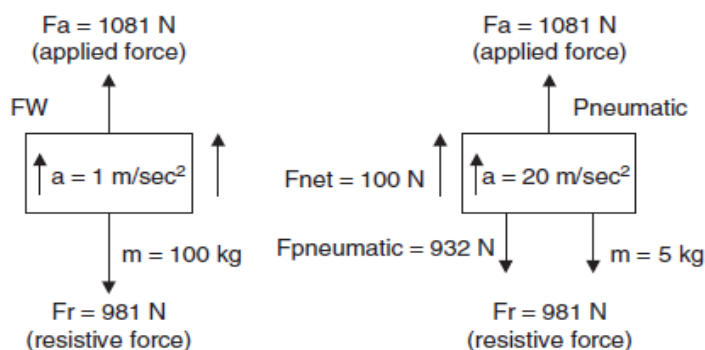 Fa = 1081 N
(applied force)
FW
a = 1 m/sec²
m = 100 kg
Fr = 981 N
(resistive force)
Fa = 1081 N
(applied force)
Pneumatic
Fnet = 100 N
a = 20 m/sec²
Fpneumatic = 932 N
m = 5 kg
Fr = 981 N
(resistive force)